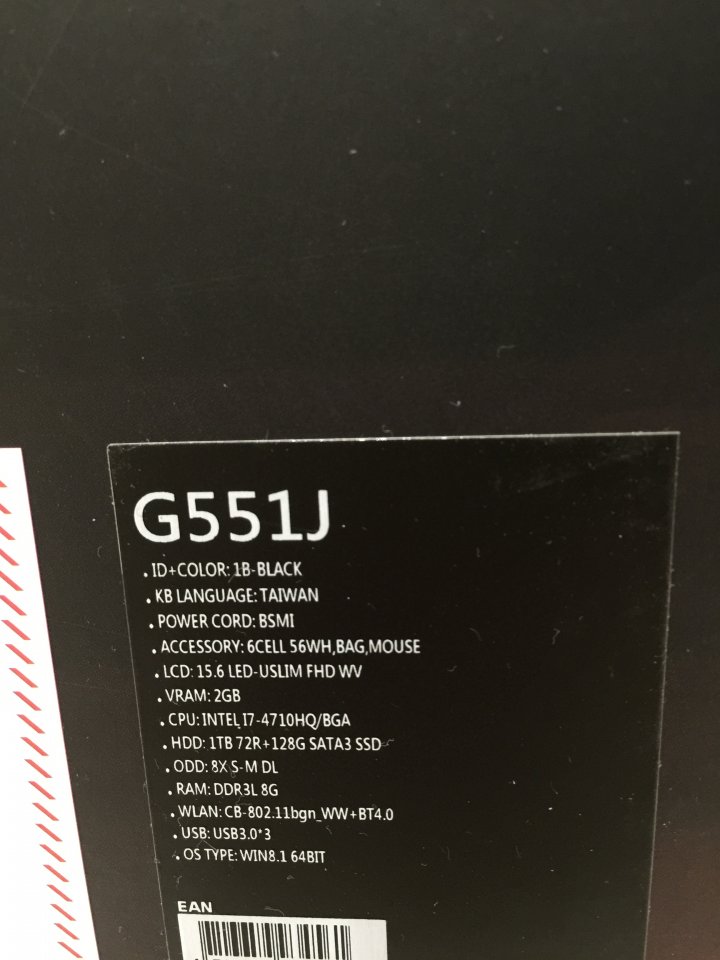 G551J
. ID+COLOR: 1B-BLACK
. KB LANGUAGE: TAIWAN
. POWER CORD: BSMI
. ACCESSORY: 6CELL 56WH,BAG,MOUSE
. LCD: 15.6 LED-USLIM FHD WV
. VRAM: 2GB
. CPU: INTEL I7-4710HQ/BGA
. HDD: 1TB 72R+128G SATA3 SSD
. ODD: 8X S-M DL
. RAM: DDR3L 8G
. WLAN: CB-802.11bgn_WW+BT4.0
. USB: USB3.0*3
. OS TYPE: WIN8.1 64BIT
EAN